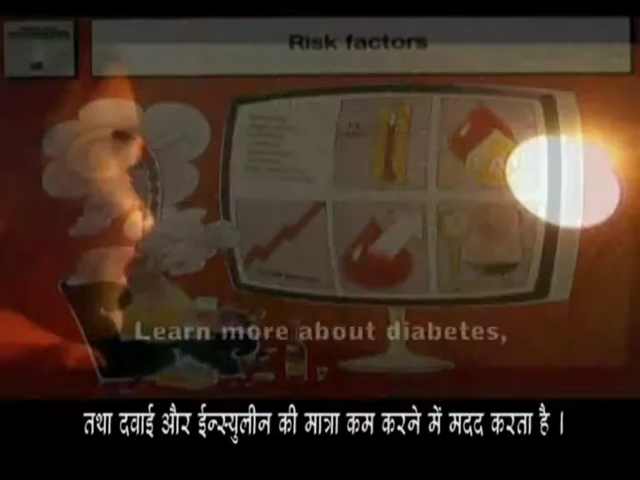 Risk factors
Learn more about diabetes,
तथा दवाई और ईन्स्युलीन की मात्रा कम करने में मदद करता है ।